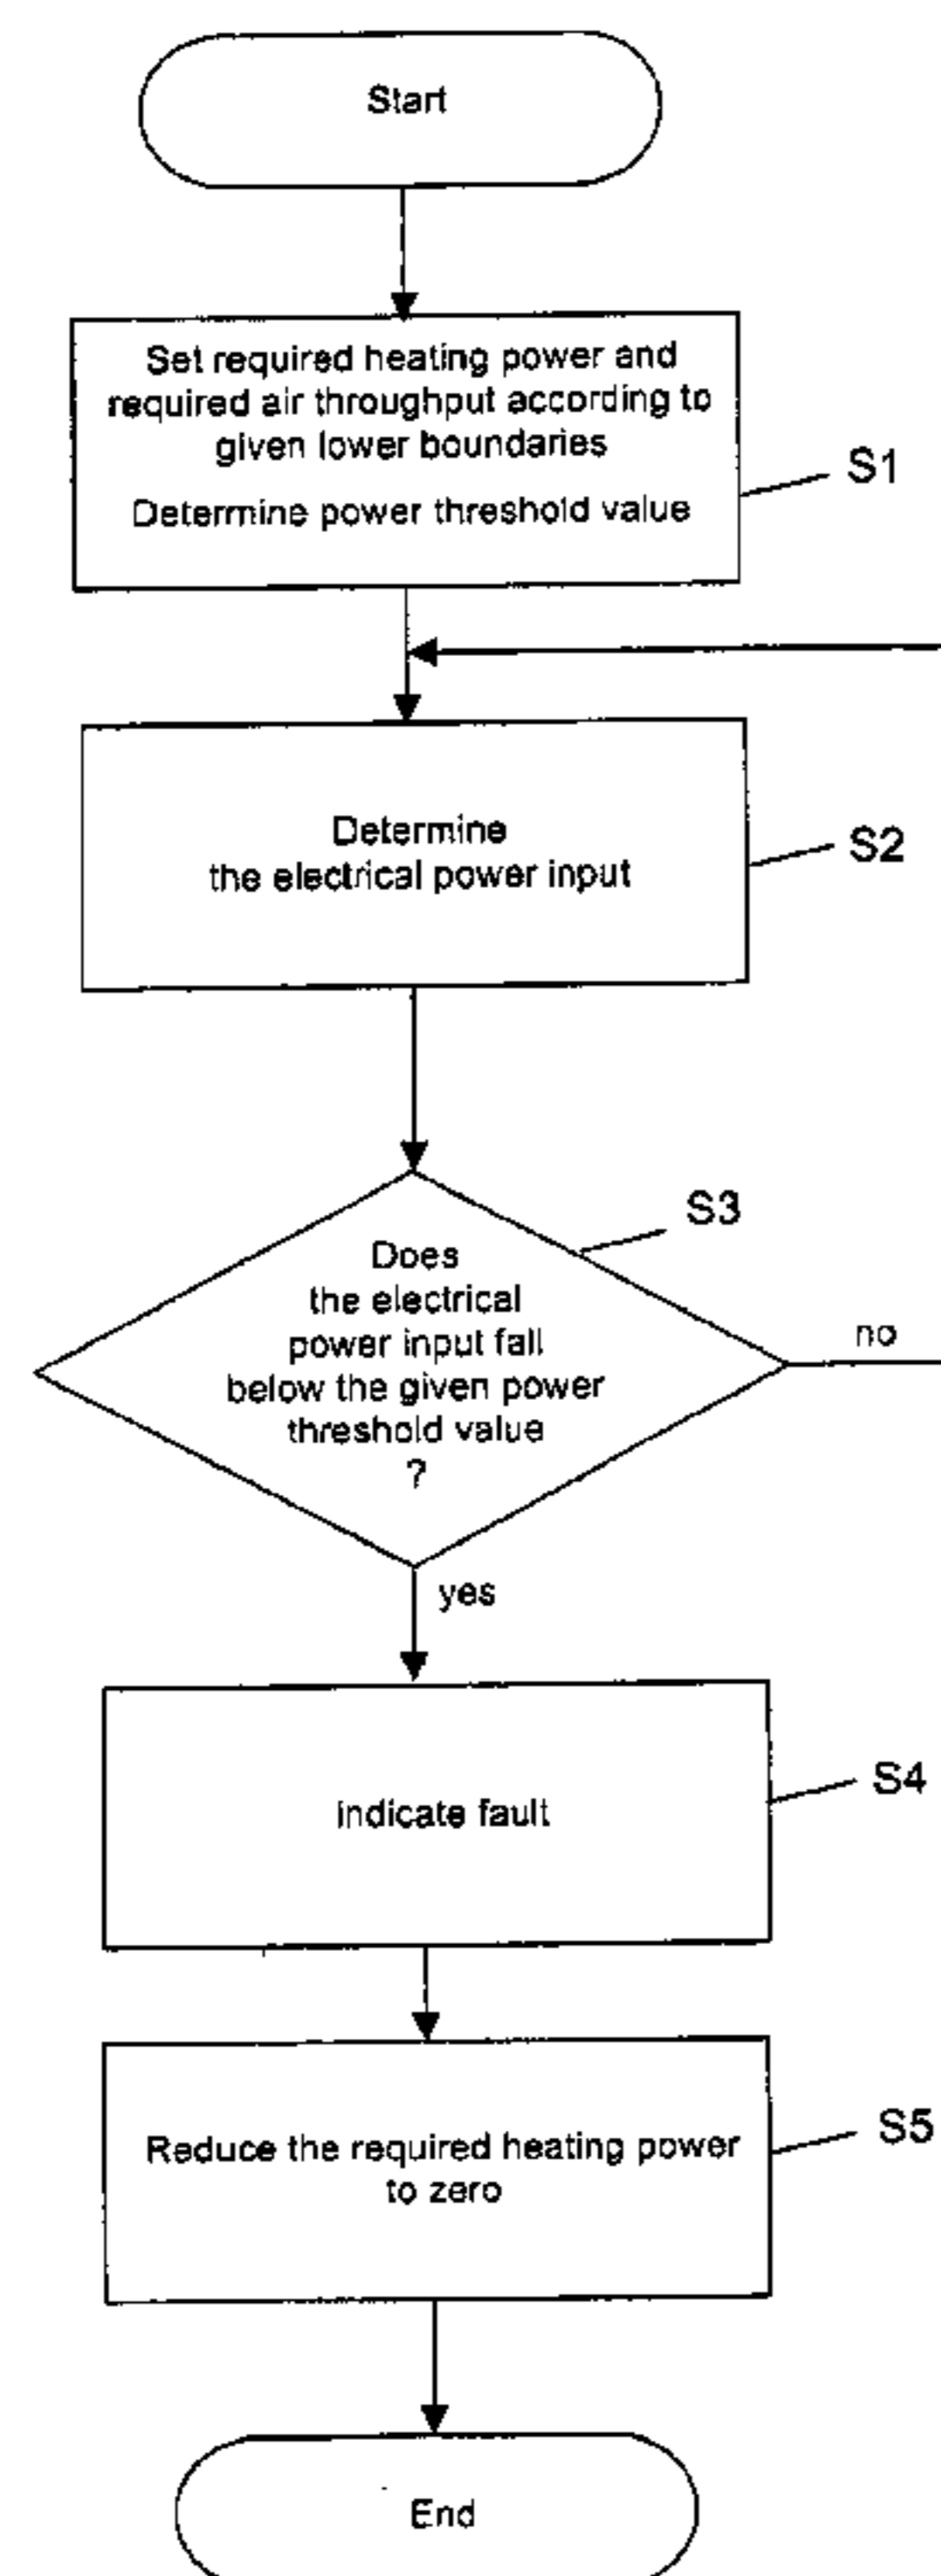 Start
Set required heating power and
required air throughput according to
given lower boundaries
Determine power threshold value
S1
Determine
the electrical power input
S2
S3
Does
the electrical
power input fall
below the given power
threshold value
?
no
yes
indicate fault
S4
Reduce the required heating power
to zero
S5
End